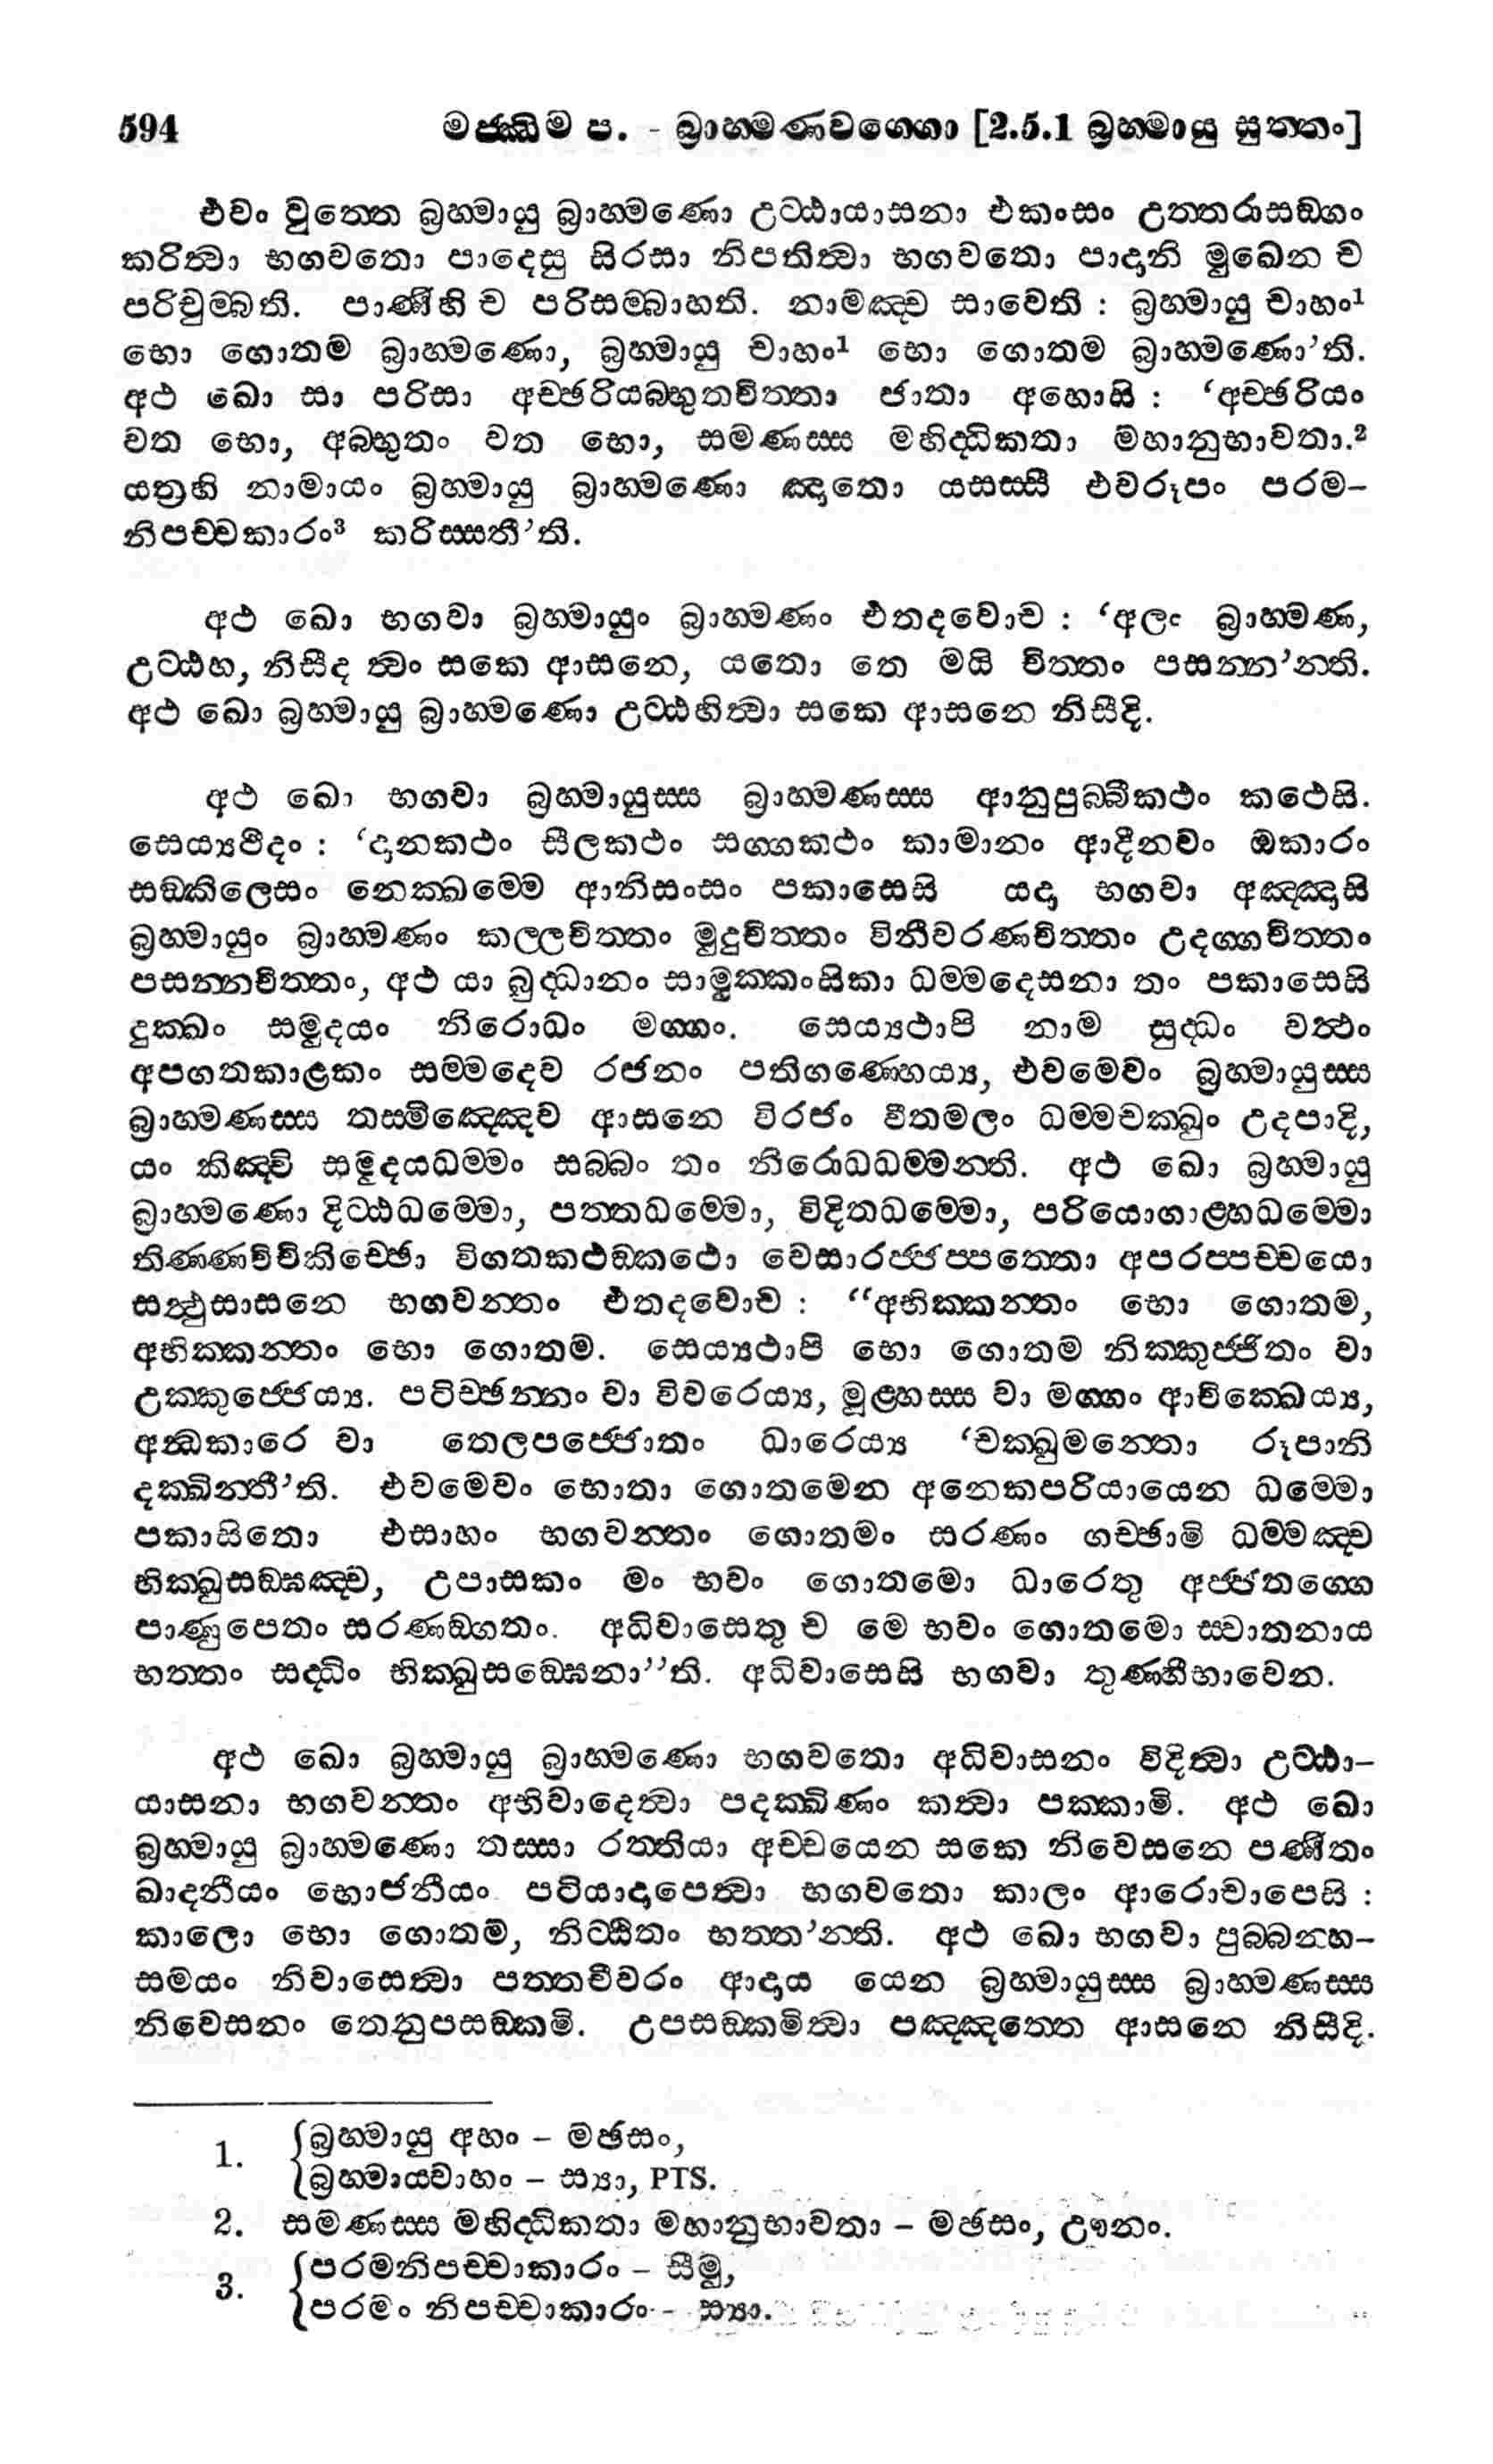 594 මජ්ඣිම ප. - බ්‍රාහ්මණවග්ගො [2.5.1 බ්‍රහ්මායු සුත්තං]
එවං වුත්තෙ බ්‍රහ්මායු බ්‍රාහ්මණො උට්ඨායාසනා එකංසං උත්තරාසඞ්ගං
කරිත්‍වා භගවතො පාදෙසු සිරසා නිපතිත්‍වා භගවතො පාදානි මුඛෙන ච
පරිචුම්බති. පාණීහි ච පරිසම්බාහති. නාමඤ්ච සාවෙති : බ්‍රහ්මායු චාහං¹
භො ගොතම බ්‍රාහ්මණො, බ්‍රහ්මායු චාහං¹ භො ගොතම බ්‍රාහ්මණො’ති.
අථ ඛො සා පරිසා අච්ඡරියබ්භුතචිත්තා ජාතා අහොසි : ‘අච්ඡරියං
වත භො, අබ්භුතං වත භො, සමණස්ස මහිද්ධිකතා මහානුභාවතා.²
යත්‍රහි නාමායං බ්‍රහ්මායු බ්‍රාහ්මණො ඤාතො යසස්සී එවරූපං පරම-
නිපච්චකාරං³ කරිස්සතී’ති.
අථ ඛො භගවා බ්‍රහ්මායුං බ්‍රාහ්මණං එතදවොච : ‘අලං බ්‍රාහ්මණ,
උට්ඨහ, නිසීද ත්‍වං සකෙ ආසනෙ, යතො තෙ මයි චිත්තං පසන්න’න්ති.
අථ ඛො බ්‍රහ්මායු බ්‍රාහ්මණො උට්ඨහිත්‍වා සකෙ ආසනෙ නිසීදි.
අථ ඛො භගවා බ්‍රහ්මායුස්ස බ්‍රාහ්මණස්ස ආනුපුබ්බීකථං කථෙසි.
සෙය්‍යථීදං : ‘දානකථං සීලකථං සග්ගකථං කාමානං ආදීනවං ඔකාරං
සඞ්කිලෙසං නෙක්ඛම්මෙ ආනිසංසං පකාසෙසි යදා භගවා අඤ්ඤාසි
බ්‍රහ්මායුං බ්‍රාහ්මණං කල්ලචිත්තං මුදුචිත්තං විනීවරණචිත්තං උදග්ගචිත්තං
පසන්නචිත්තං, අථ යා බුද්ධානං සාමුක්කංසිකා ධම්මදෙසනා තං පකාසෙසි
දුක්ඛං සමුදයං නිරොධං මග්ගං. සෙය්‍යථාපි නාම සුද්ධං වත්‍ථං
අපගතකාළකං සම්මදෙව රජනං පතිගණ්හෙය්‍ය, එවමෙවං බ්‍රහ්මායුස්ස
බ්‍රාහ්මණස්ස තස්මිඤ්ඤෙව ආසනෙ විරජං වීතමලං ධම්මචක්ඛුං උදපාදි,
යං කිඤ්චි සමුදයධම්මං සබ්බං තං නිරොධධම්මන්ති. අථ ඛො බ්‍රහ්මායු
බ්‍රාහ්මණො දිට්ඨධම්මො, පත්තධම්මො, විදිතධම්මො, පරියොගාළ්හධම්මො
තිණ්ණවිචිකිච්ඡො විගතකථඞ්කථො වෙසාරජ්ජප්පත්තො අපරප්පච්චයො
සත්‍ථුසාසනෙ භගවන්තං එතදවොච : “අභික්කන්තං භො ගොතම,
අභික්කන්තං භො ගොතම. සෙය්‍යථාපි භො ගොතම නික්කුජ්ජිතං වා
උක්කුජ්ජෙය්‍ය. පටිච්ඡන්නං වා විවරෙය්‍ය, මූළ්හස්ස වා මග්ගං ආචික්ඛෙය්‍ය,
අන්‍ධකාරෙ වා තෙලපජ්ජොතං ධාරෙය්‍ය ‘චක්ඛුමන්තො රූපානි
දක්ඛින්තී’ති. එවමෙවං භොතා ගොතමෙන අනෙකපරියායෙන ධම්මො
පකාසිතො එසාහං භගවන්තං ගොතමං සරණං ගච්ඡාමි ධම්මඤ්ච
භික්ඛුසඞ්ඝඤ්ච, උපාසකං මං භවං ගොතමො ධාරෙතු අජ්ජතග්ගෙ
පාණුපෙතං සරණඞ්ගතං. අධිවාසෙතු ච මෙ භවං ගොතමො ස්වාතනාය
භත්තං සද්ධිං භික්ඛුසඞ්ඝෙනා”ති. අධිවාසෙසි භගවා තුණ්හීභාවෙන.
අථ ඛො බ්‍රහ්මායු බ්‍රාහ්මණො භගවතො අධිවාසනං විදිත්‍වා උට්ඨා-
යාසනා භගවන්තං අභිවාදෙත්‍වා පදක්ඛිණං කත්‍වා පක්කාමි. අථ ඛො
බ්‍රහ්මායු බ්‍රාහ්මණො තස්සා රත්තියා අච්චයෙන සකෙ නිවෙසනෙ පණීතං
ඛාදනීයං භොජනීයං පටියාදාපෙත්‍වා භගවතො කාලං ආරොචාපෙසි :
කාලො භො ගොතම, නිට්ඨිතං භත්ත’න්ති. අථ ඛො භගවා පුබ්බන්හ-
සමයං නිවාසෙත්‍වා පත්තචීවරං ආදාය යෙන බ්‍රහ්මායුස්ස බ්‍රාහ්මණස්ස
නිවෙසනං තෙනුපසඞ්කමි. උපසඞ්කමිත්‍වා පඤ්ඤත්තෙ ආසනෙ නිසීදි.
1. බ්‍රහ්මායු අහං - මඡසං,
බ්‍රහ්මායවාහං - ස්‍යා, PTS.
2. සමණස්ස මහිද්ධිකතා මහානුභාවතා - මඡසං, ඌනං.
3. පරමනිපච්චාකාරං - සීමු,
පරමං නිපච්චාකාරං - ස්‍යා.